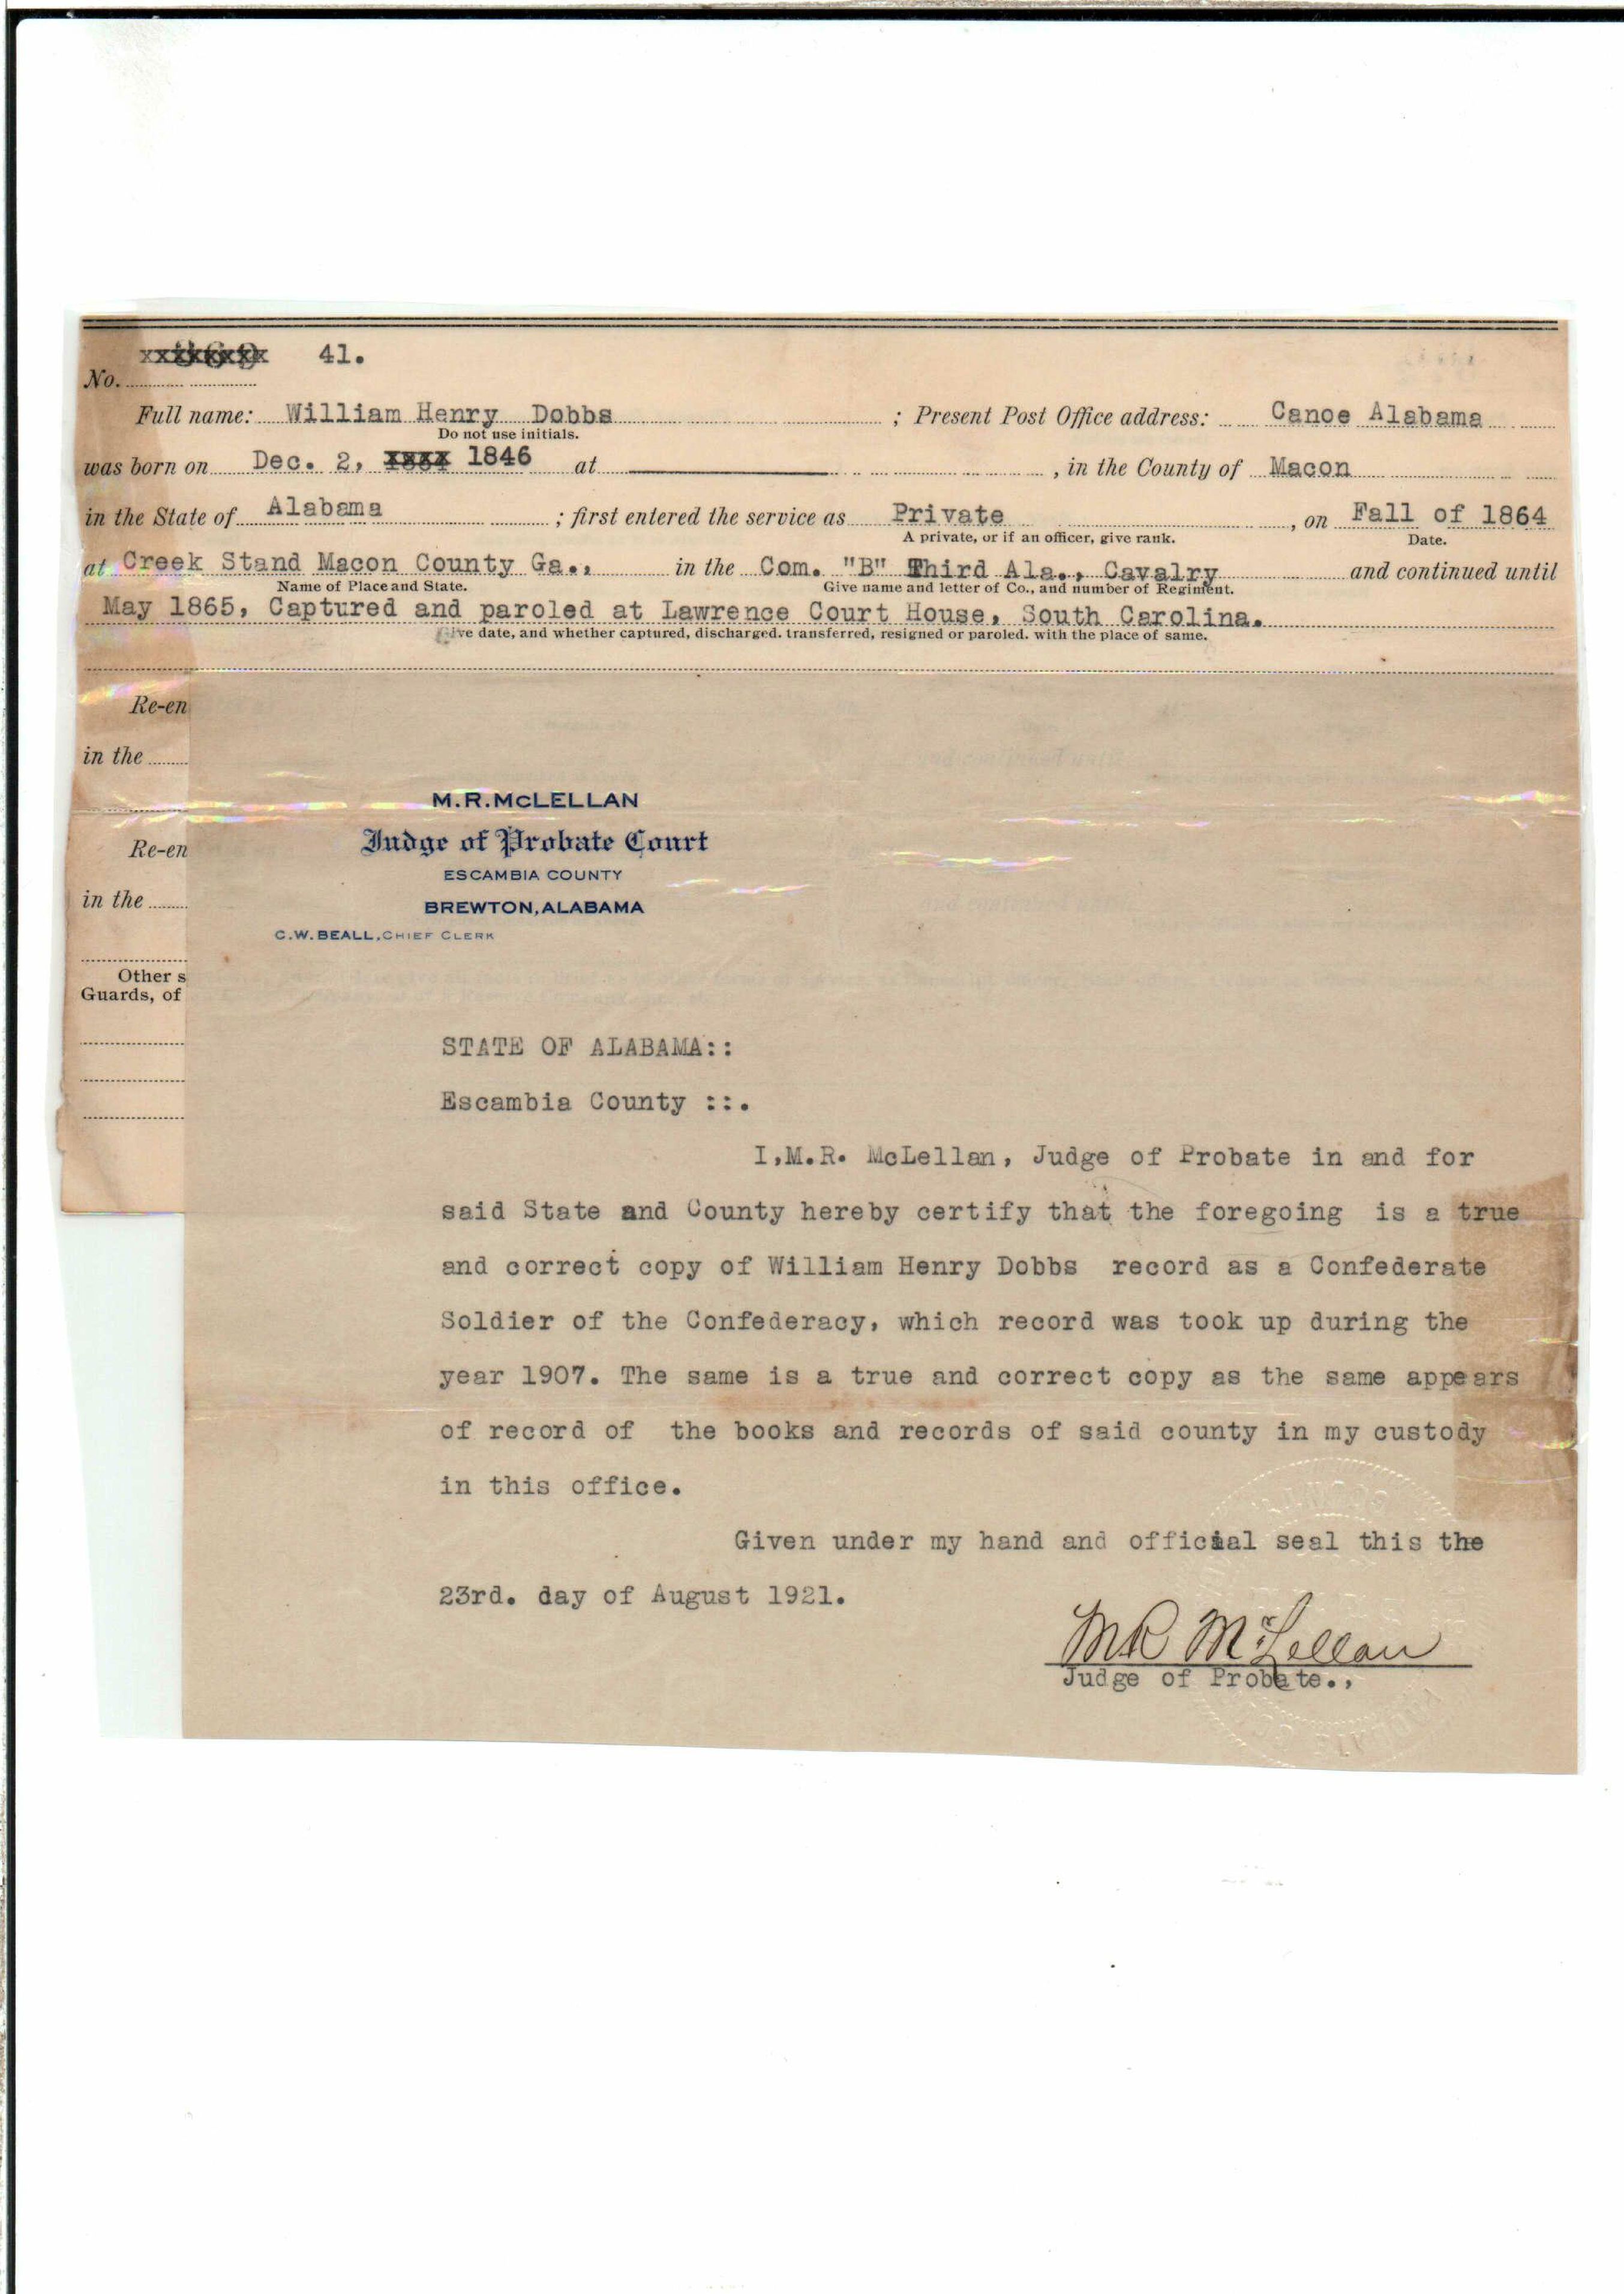 41.
No.
Full name: William Henry Dobbs ; Present Post Office address: Canoe Alabama
Do not use initials.
was born on Dec. 2, 1846 at , in the County of Macon
in the State of Alabama ; first entered the service as Private , on Fall of 1864
A private, or if an officer, give rank. Date.
at Creek Stand Macon County Ga., in the Com. "B" Third Ala., Cavalry and continued until
Name of Place and State. Give name and letter of Co., and number of Regiment.
May 1865, Captured and paroled at Lawrence Court House, South Carolina.
Give date, and whether captured, discharged. transferred, resigned or paroled. with the place of same.
Re-en
in the
Re-en
in the
Other s
Guards, of
M.R.McLELLAN
Judge of Probate Court
ESCAMBIA COUNTY
BREWTON, ALABAMA
C.W.BEALL, CHIEF CLERK
STATE OF ALABAMA::
Escambia County ::.
I,M.R. McLellan, Judge of Probate in and for
said State and County hereby certify that the foregoing is a true
and correct copy of William Henry Dobbs record as a Confederate
Soldier of the Confederacy, which record was took up during the
year 1907. The same is a true and correct copy as the same appears
of record of the books and records of said county in my custody
in this office.
Given under my hand and official seal this the
23rd. day of August 1921.
MR McLellan
Judge of Probate.,